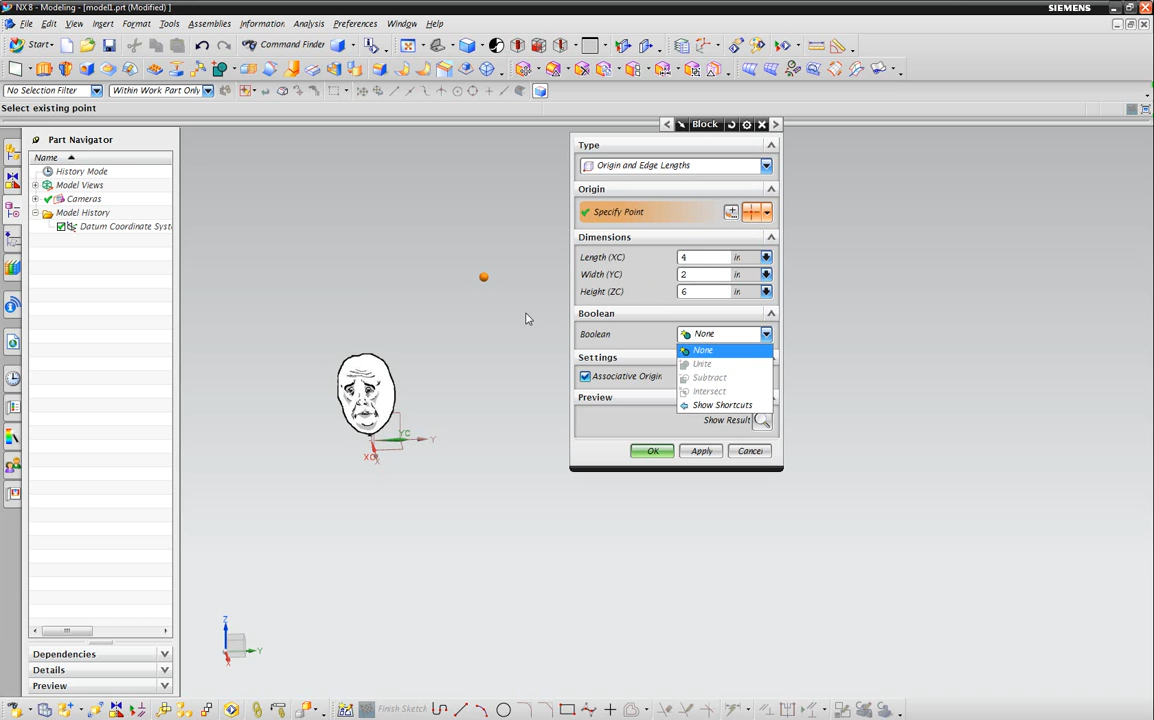 NX 8 - Modeling - [model1.prt (Modified) ]
SIEMENS
File Edit View Insert Format Tools Assemblies Information Analysis Preferences Window Help
Start Command Finder
No Selection Filter Within Work Part Only
Select existing point
Part Navigator
Name
History Mode
Model Views
Cameras
Model History
Datum Coordinate Syst
Dependencies
Details
Preview
Block
Type
Origin and Edge Lengths
Origin
Specify Point
Dimensions
Length (XC) 4 in
Width (YC) 2 in
Height (ZC) 6 in
Boolean
Boolean None
None
Unite
Subtract
Intersect
Show Shortcuts
Settings
Associative Origin
Preview
Show Result
OK Apply Cancel
YC Y
XC X
Z
Y
X
Finish Sketch